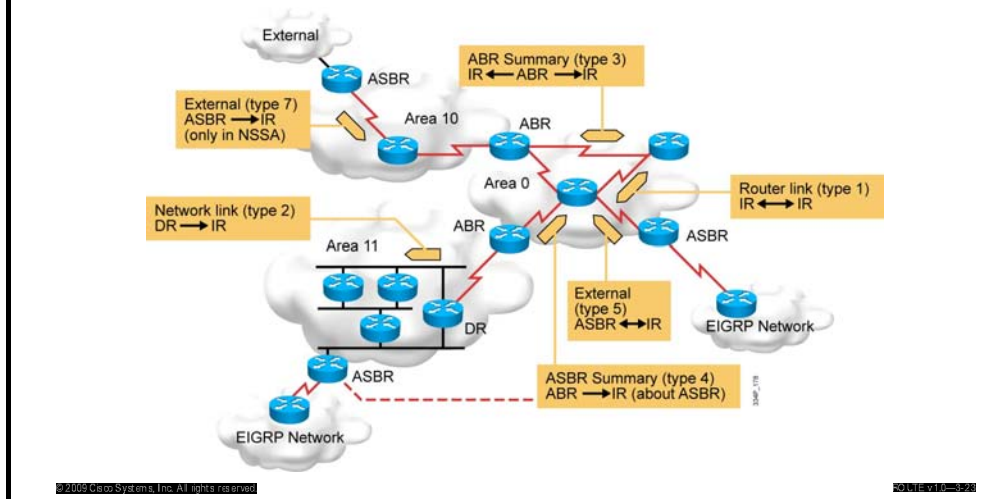 External
ASBR
ABR Summary (type 3)
IR ← ABR → IR
External (type 7)
ASBR → IR
(only in NSSA)
Area 10
ABR
Area 0
Router link (type 1)
IR ↔ IR
Network link (type 2)
DR → IR
ABR
ASBR
Area 11
External
(type 5)
ASBR ↔ IR
DR
EIGRP Network
ASBR
ASBR Summary (type 4)
ABR → IR (about ASBR)
EIGRP Network
© 2009 Cisco Systems, Inc. All rights reserved.
ROUTE v1.0—3-23